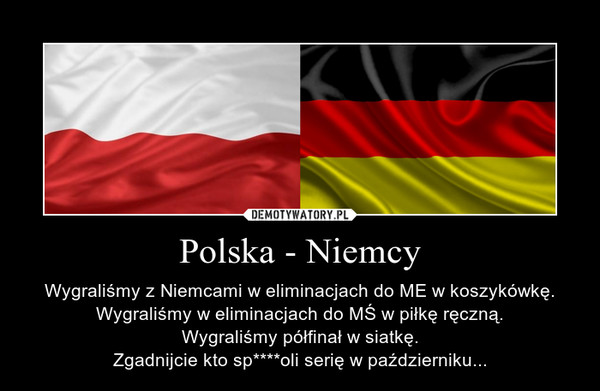 DEMOTYWATORY.PL
Polska - Niemcy
Wygraliśmy z Niemcami w eliminacjach do ME w koszykówkę.
Wygraliśmy w eliminacjach do MŚ w piłkę ręczną.
Wygraliśmy półfinał w siatkę.
Zgadnijcie kto sp****oli serię w październiku...